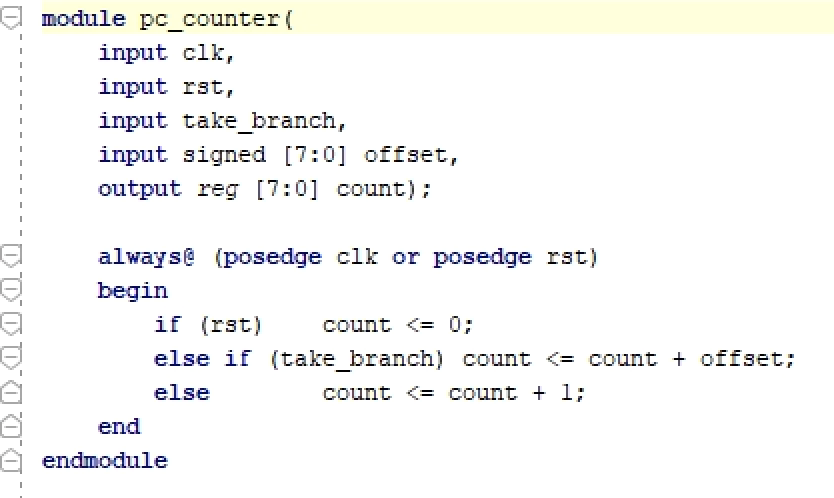 module pc_counter(
    input clk,
    input rst,
    input take_branch,
    input signed [7:0] offset,
    output reg [7:0] count);
    always@ (posedge clk or posedge rst)
    begin
        if (rst)    count <= 0;
        else if (take_branch) count <= count + offset;
        else        count <= count + 1;
    end
endmodule